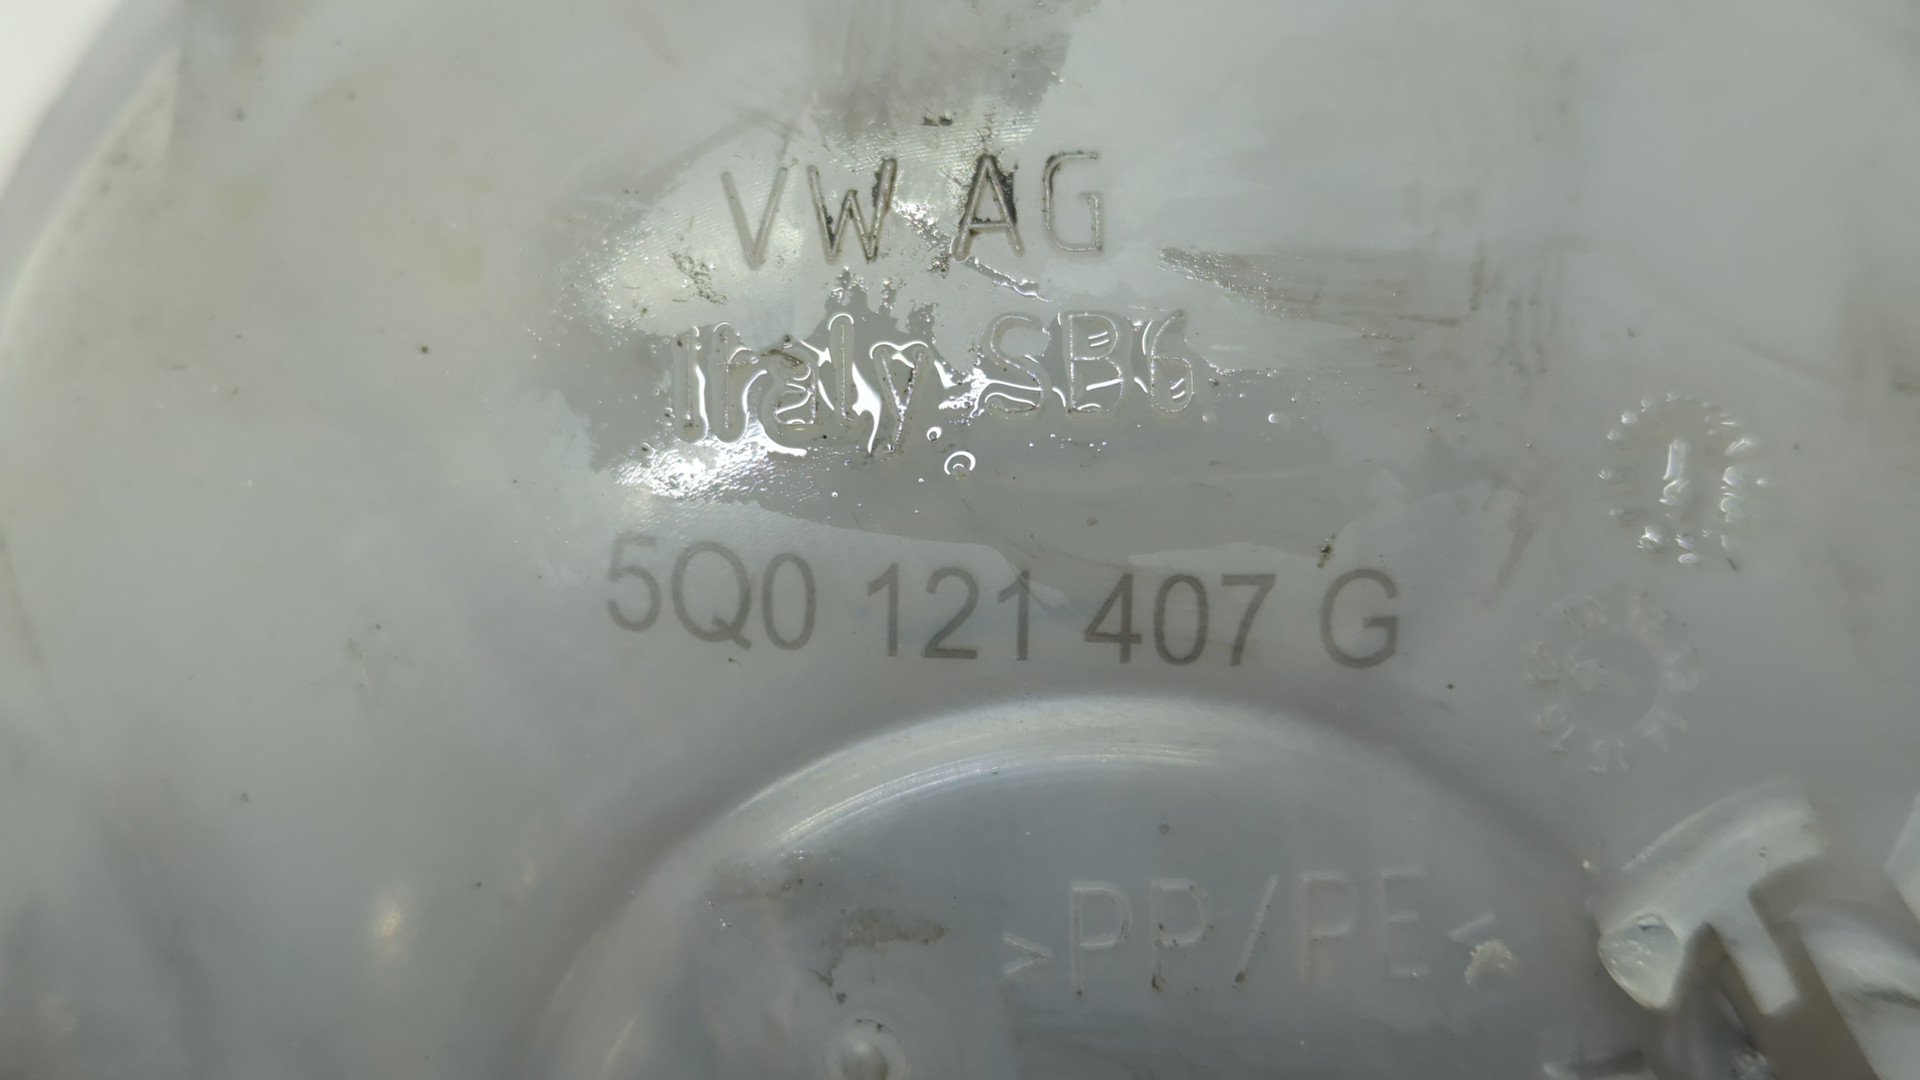 VW AG
Italy SB6
5Q0 121 407 G
>PP/PE<